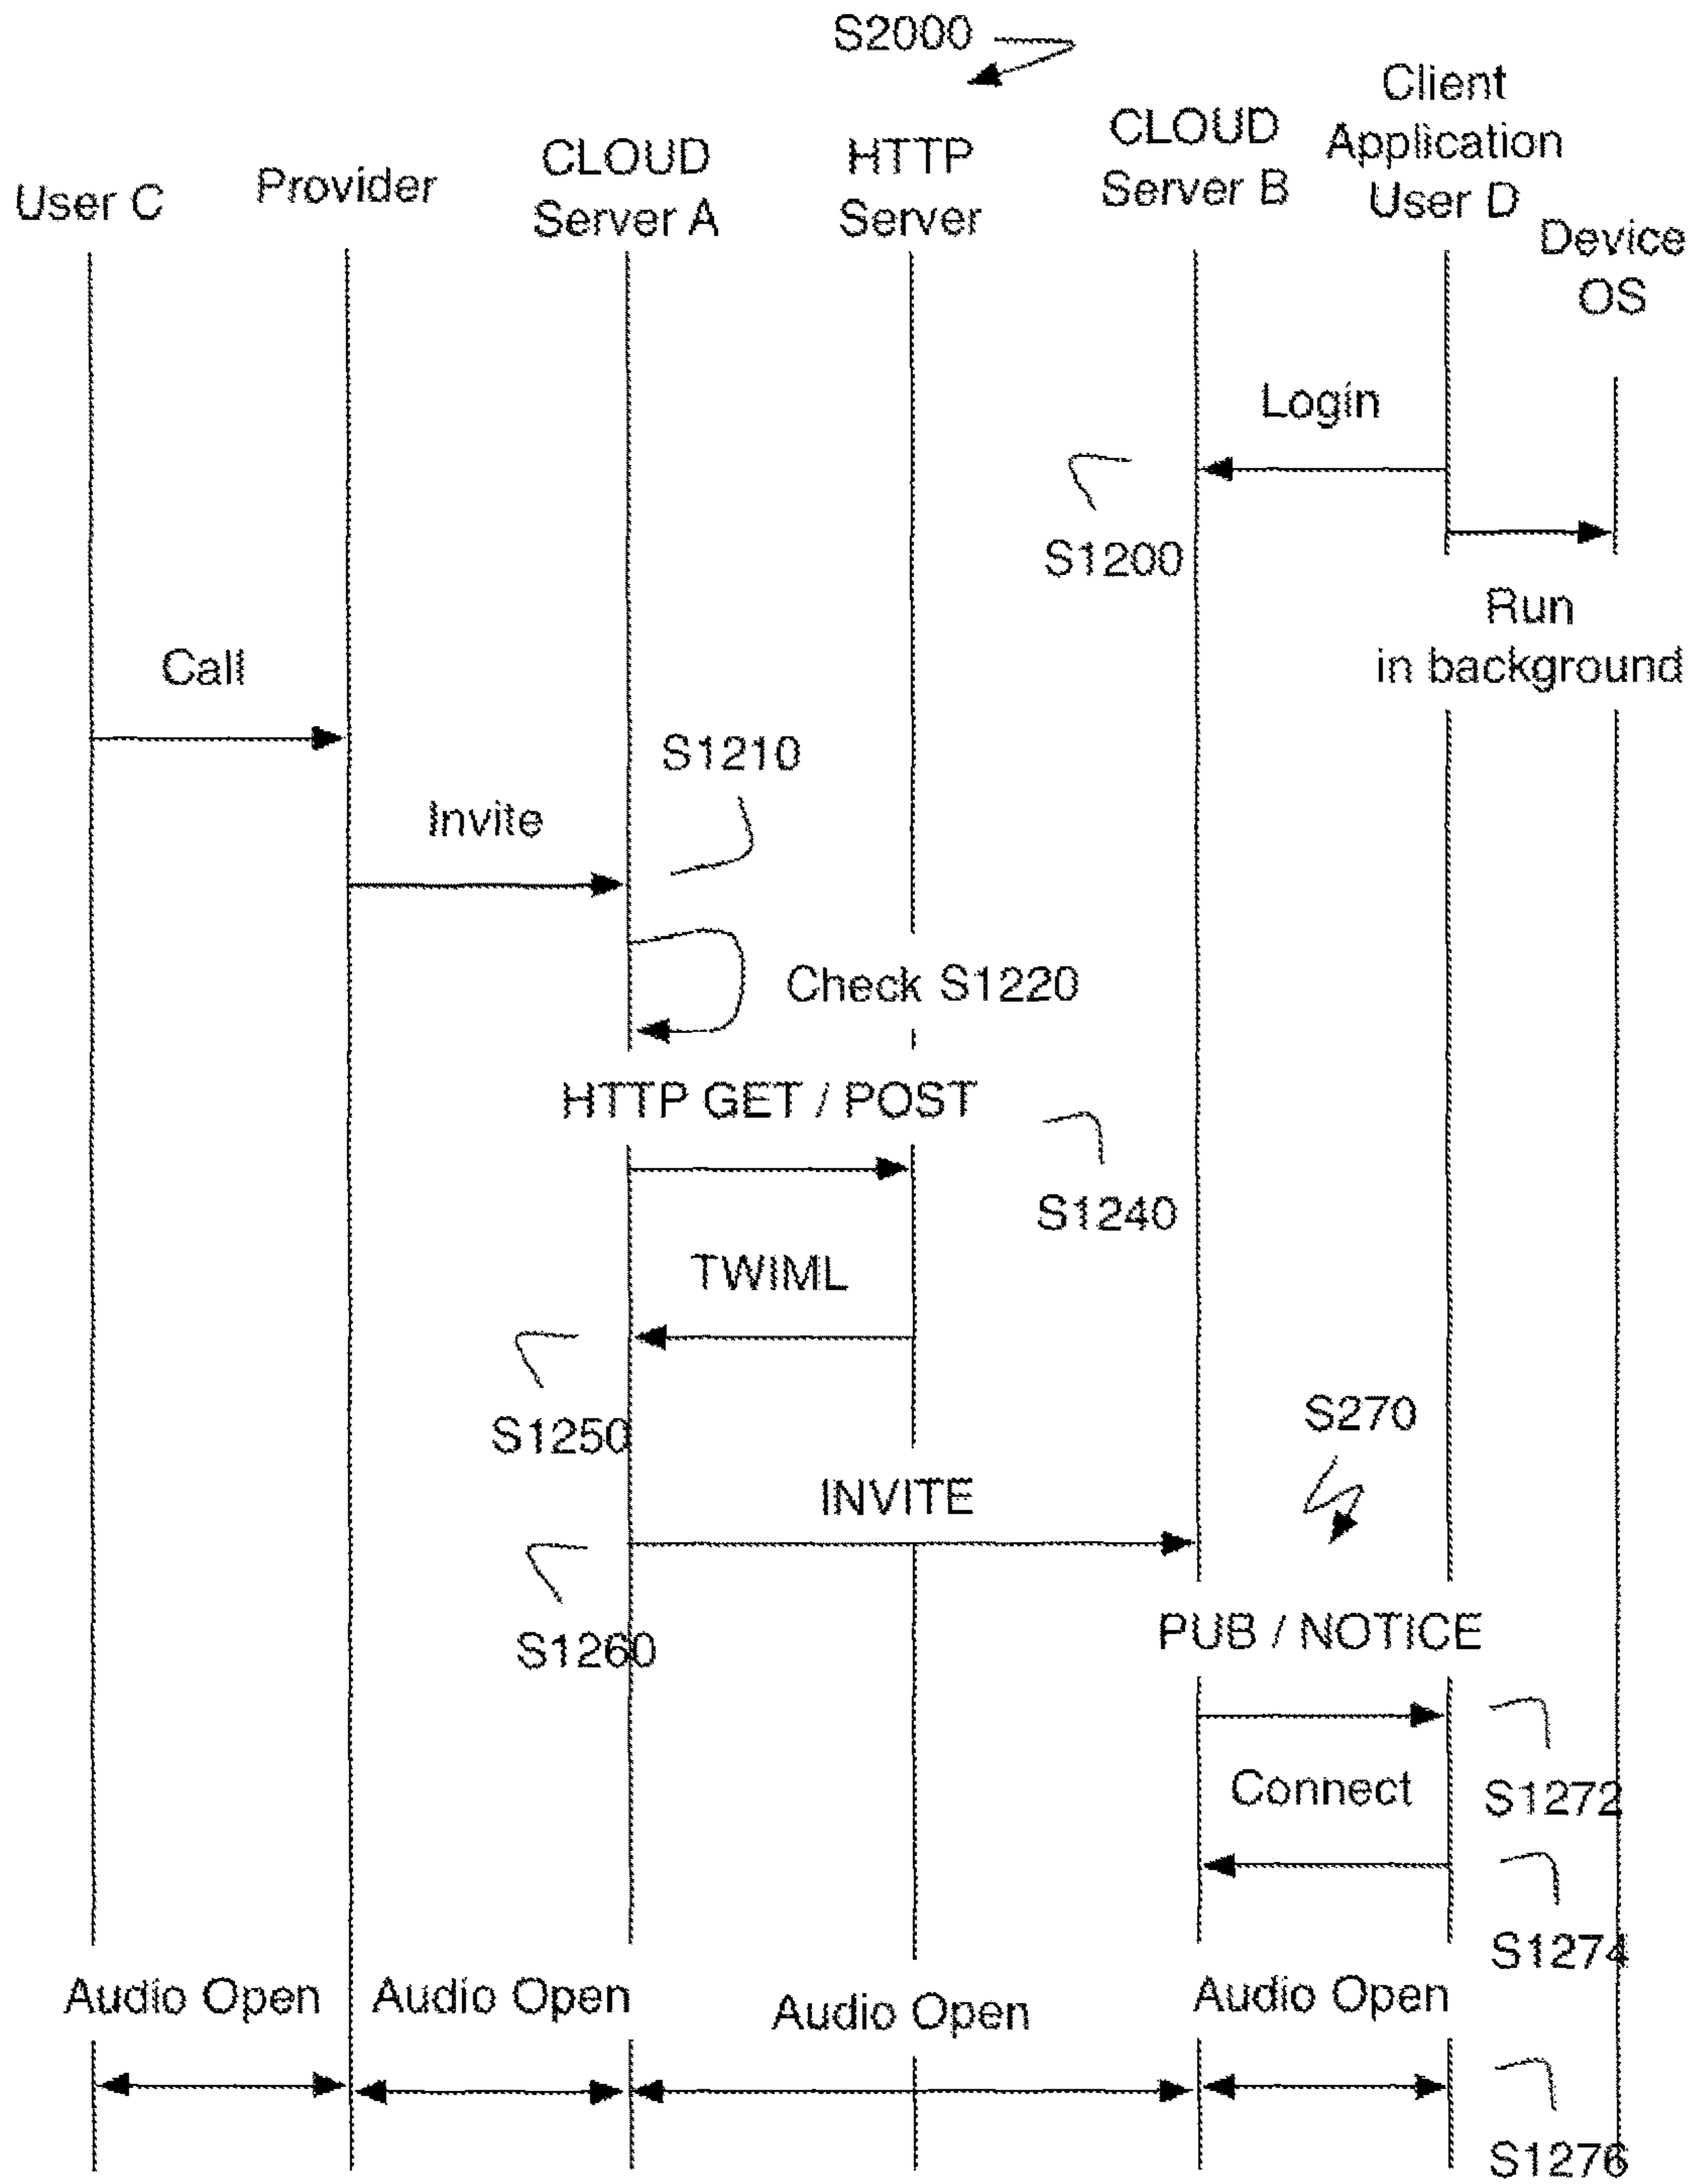 S2000
User C
Provider
CLOUD
Server A
HTTP
Server
CLOUD
Server B
Client
Application
User D
Device
OS
Login
S1200
Run
in background
Call
S1210
Invite
Check S1220
HTTP GET / POST
S1240
TWIML
S1250
S270
INVITE
S1260
PUB / NOTICE
S1272
Connect
S1274
Audio Open
Audio Open
Audio Open
Audio Open
S1276